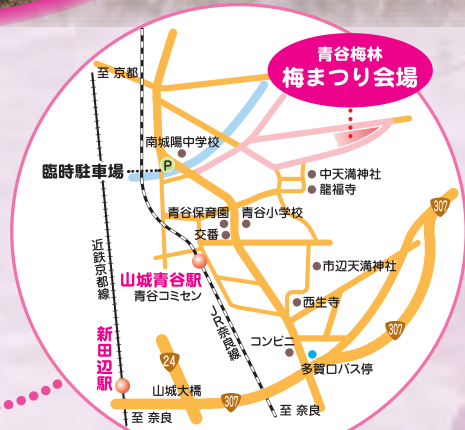 青谷梅林
梅まつり会場
至 京都
南城陽中学校
臨時駐車場
P
中天満神社
龍福寺
307
青谷保育園
青谷小学校
交番
山城青谷駅
青谷コミセン
市辺天満神社
近鉄京都線
JR奈良線
西生寺
307
新田辺駅
コンビニ
24
多賀口バス停
山城大橋
307
至 奈良
至 奈良